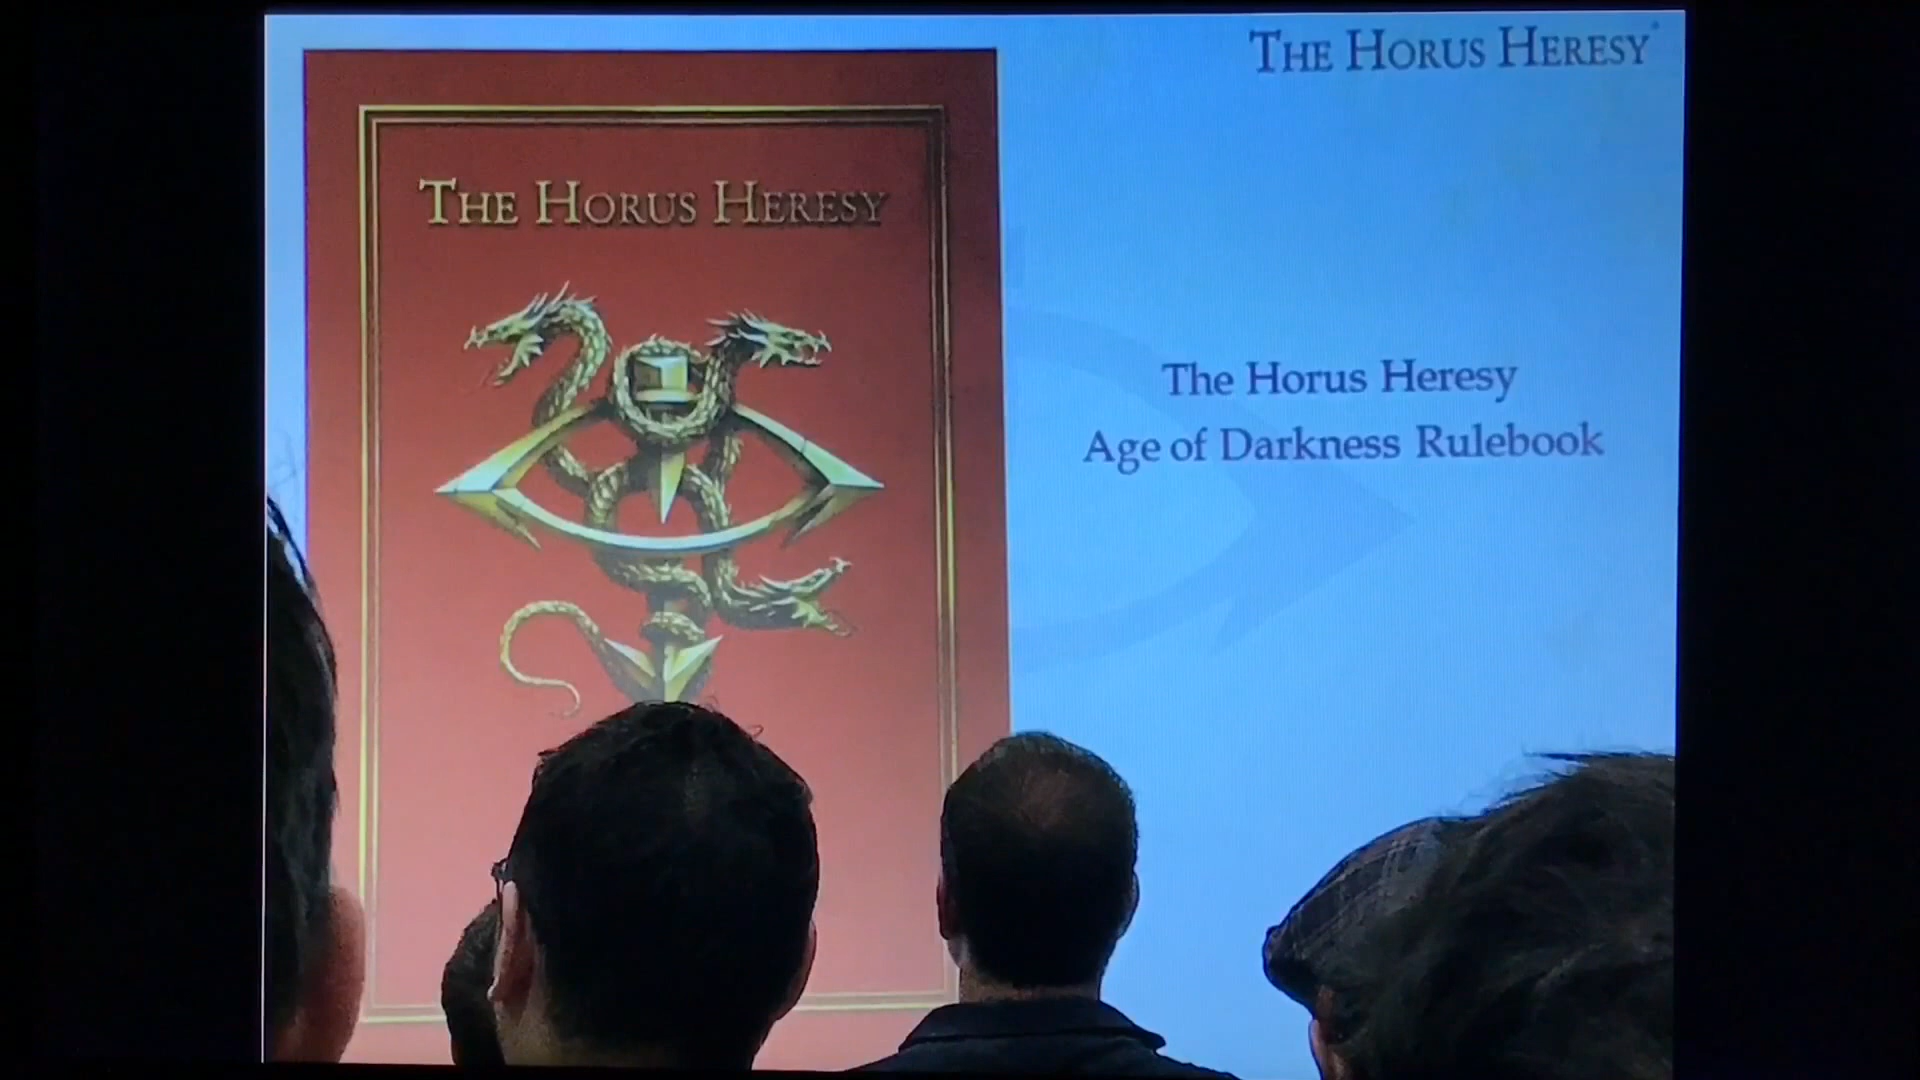 THE HORUS HERESY
THE HORUS HERESY
The Horus Heresy
Age of Darkness Rulebook